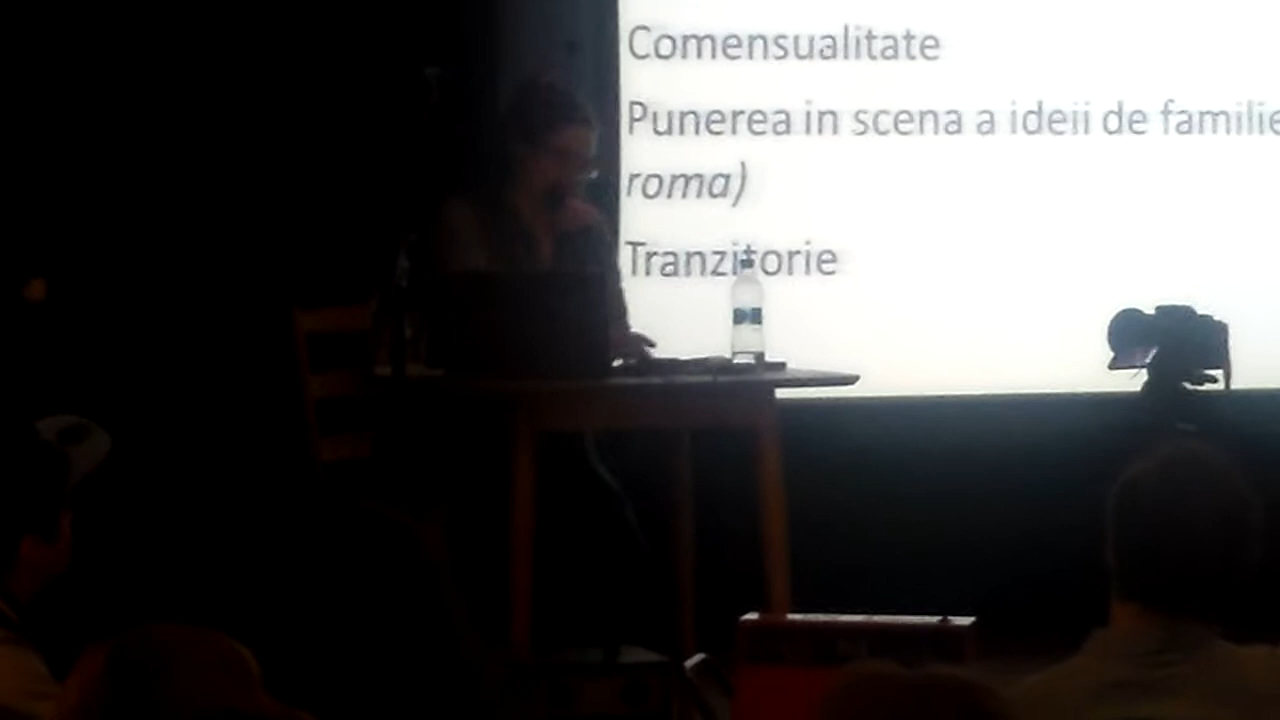 Comensualitate
Punerea in scena a ideii de familie
roma)
Tranzitorie